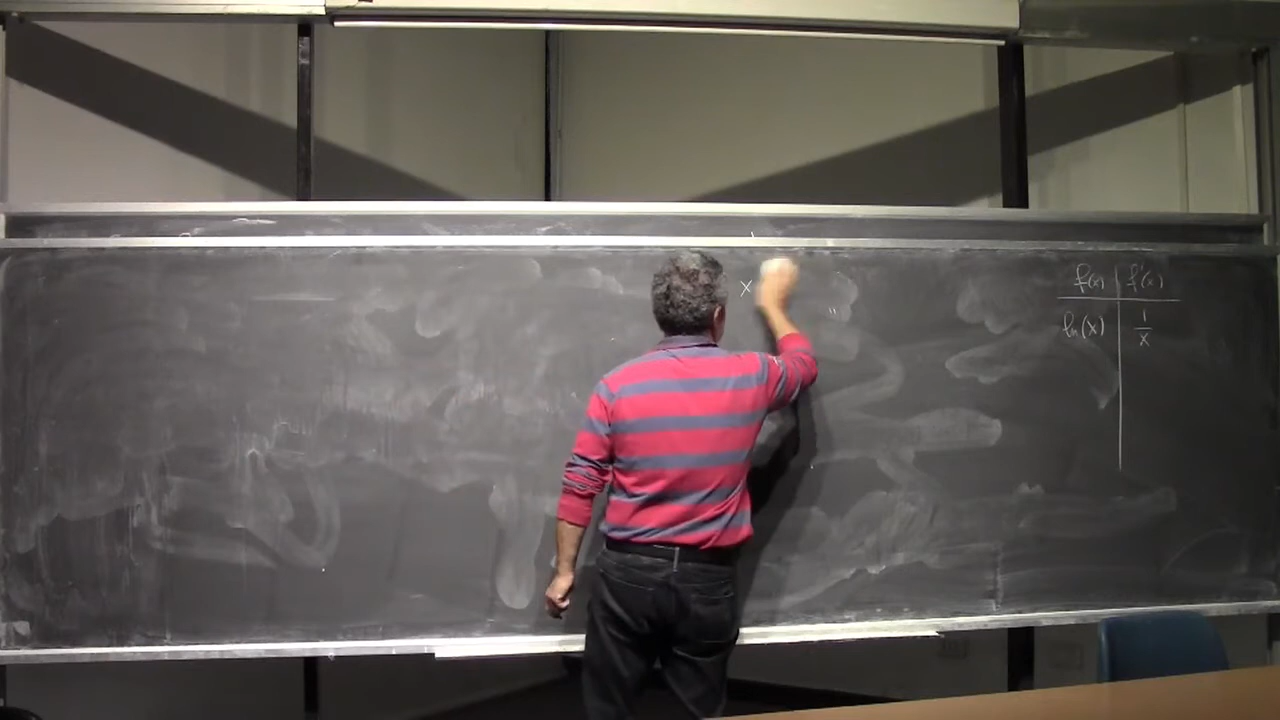 x
f(x) f'(x)
ln(x) 1/x